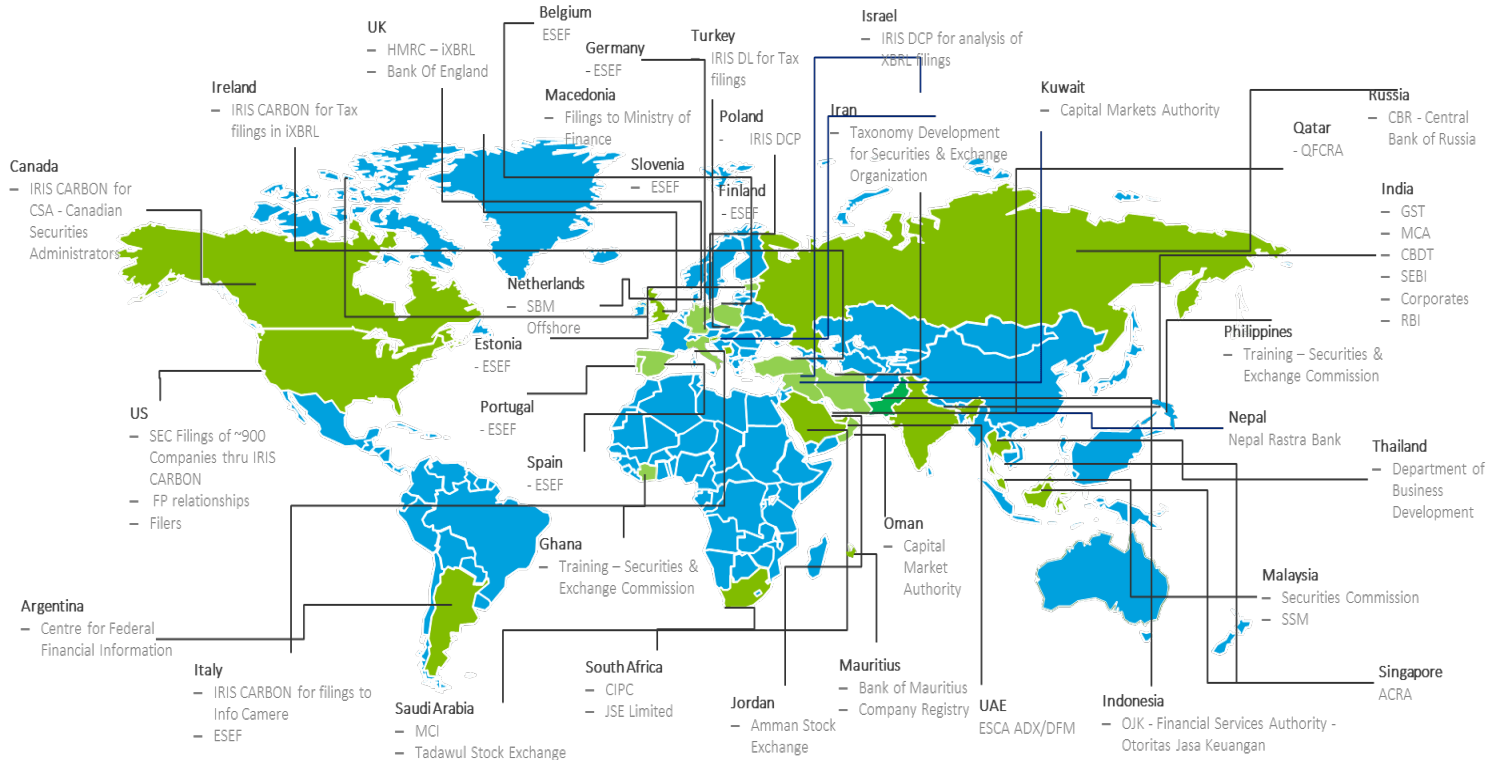 Belgium
ESEF
UK
– HMRC – iXBRL
– Bank Of England
Germany
- ESEF
Turkey
– IRIS DL for Tax
filings
Israel
– IRIS DCP for analysis of
XBRL filings
Ireland
– IRIS CARBON for Tax
filings in iXBRL
Macedonia
– Filings to Ministry of
Finance
Poland
- IRIS DCP
Iran
– Taxonomy Development
for Securities & Exchange
Organization
Kuwait
– Capital Markets Authority
Russia
– CBR - Central
Bank of Russia
Qatar
- QFCRA
Canada
– IRIS CARBON for
CSA - Canadian
Securities
Administrators
Slovenia
– ESEF
Finland
- ESEF
India
– GST
– MCA
– CBDT
– SEBI
– Corporates
– RBI
Netherlands
– SBM
Offshore
Estonia
- ESEF
Philippines
– Training – Securities &
Exchange Commission
Portugal
- ESEF
US
– SEC Filings of ~900
Companies thru IRIS
CARBON
– FP relationships
– Filers
Nepal
Nepal Rastra Bank
Spain
- ESEF
Thailand
– Department of
Business
Development
Ghana
– Training – Securities &
Exchange Commission
Oman
– Capital
Market
Authority
Malaysia
– Securities Commission
– SSM
Argentina
– Centre for Federal
Financial Information
Italy
– IRIS CARBON for filings to
Info Camere
– ESEF
Saudi Arabia
– MCI
– Tadawul Stock Exchange
South Africa
– CIPC
– JSE Limited
Jordan
– Amman Stock
Exchange
Mauritius
– Bank of Mauritius
– Company Registry
UAE
ESCA ADX/DFM
Indonesia
– OJK - Financial Services Authority -
Otoritas Jasa Keuangan
Singapore
ACRA